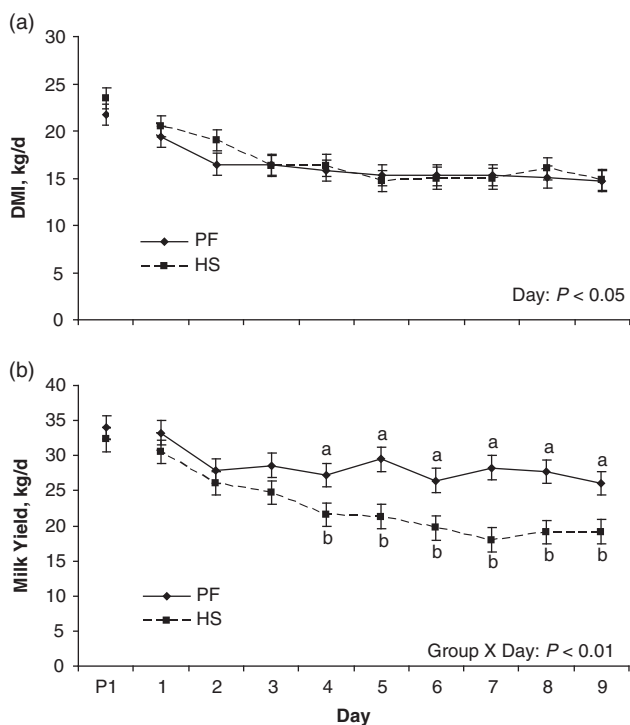 (a)
30
25
20
15
10
5
0
DMI, kg/d
PF
HS
Day: P < 0.05
(b)
40
35
30
25
20
15
10
5
0
Milk Yield, kg/d
a a a a a a
b b b b b b
PF
HS
Group X Day: P < 0.01
P1 1 2 3 4 5 6 7 8 9
Day